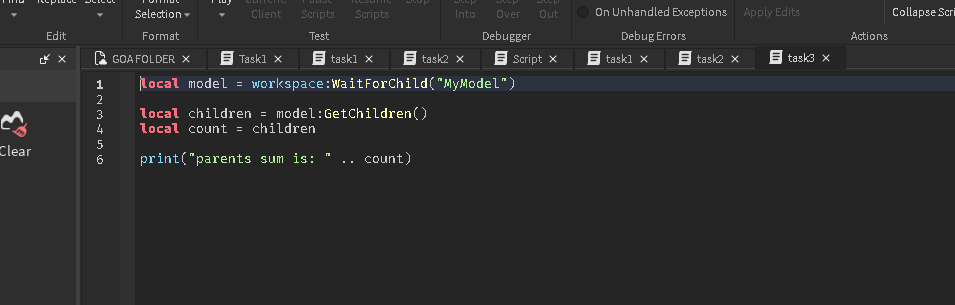 Find Replace Select Format Selection Play Current Client Pause Scripts Resume Scripts Stop Step Into Step Over Step Out On Unhandled Exceptions Apply Edits Collapse Scri
Edit Format Test Debugger Debug Errors Actions
GOAFOLDER Task1 task1 task2 Script task1 task2 task3
1 local model = workspace:WaitForChild("MyModel")
2
3 local children = model:GetChildren()
4 local count = children
5
6 print("parents sum is: " .. count)
Clear